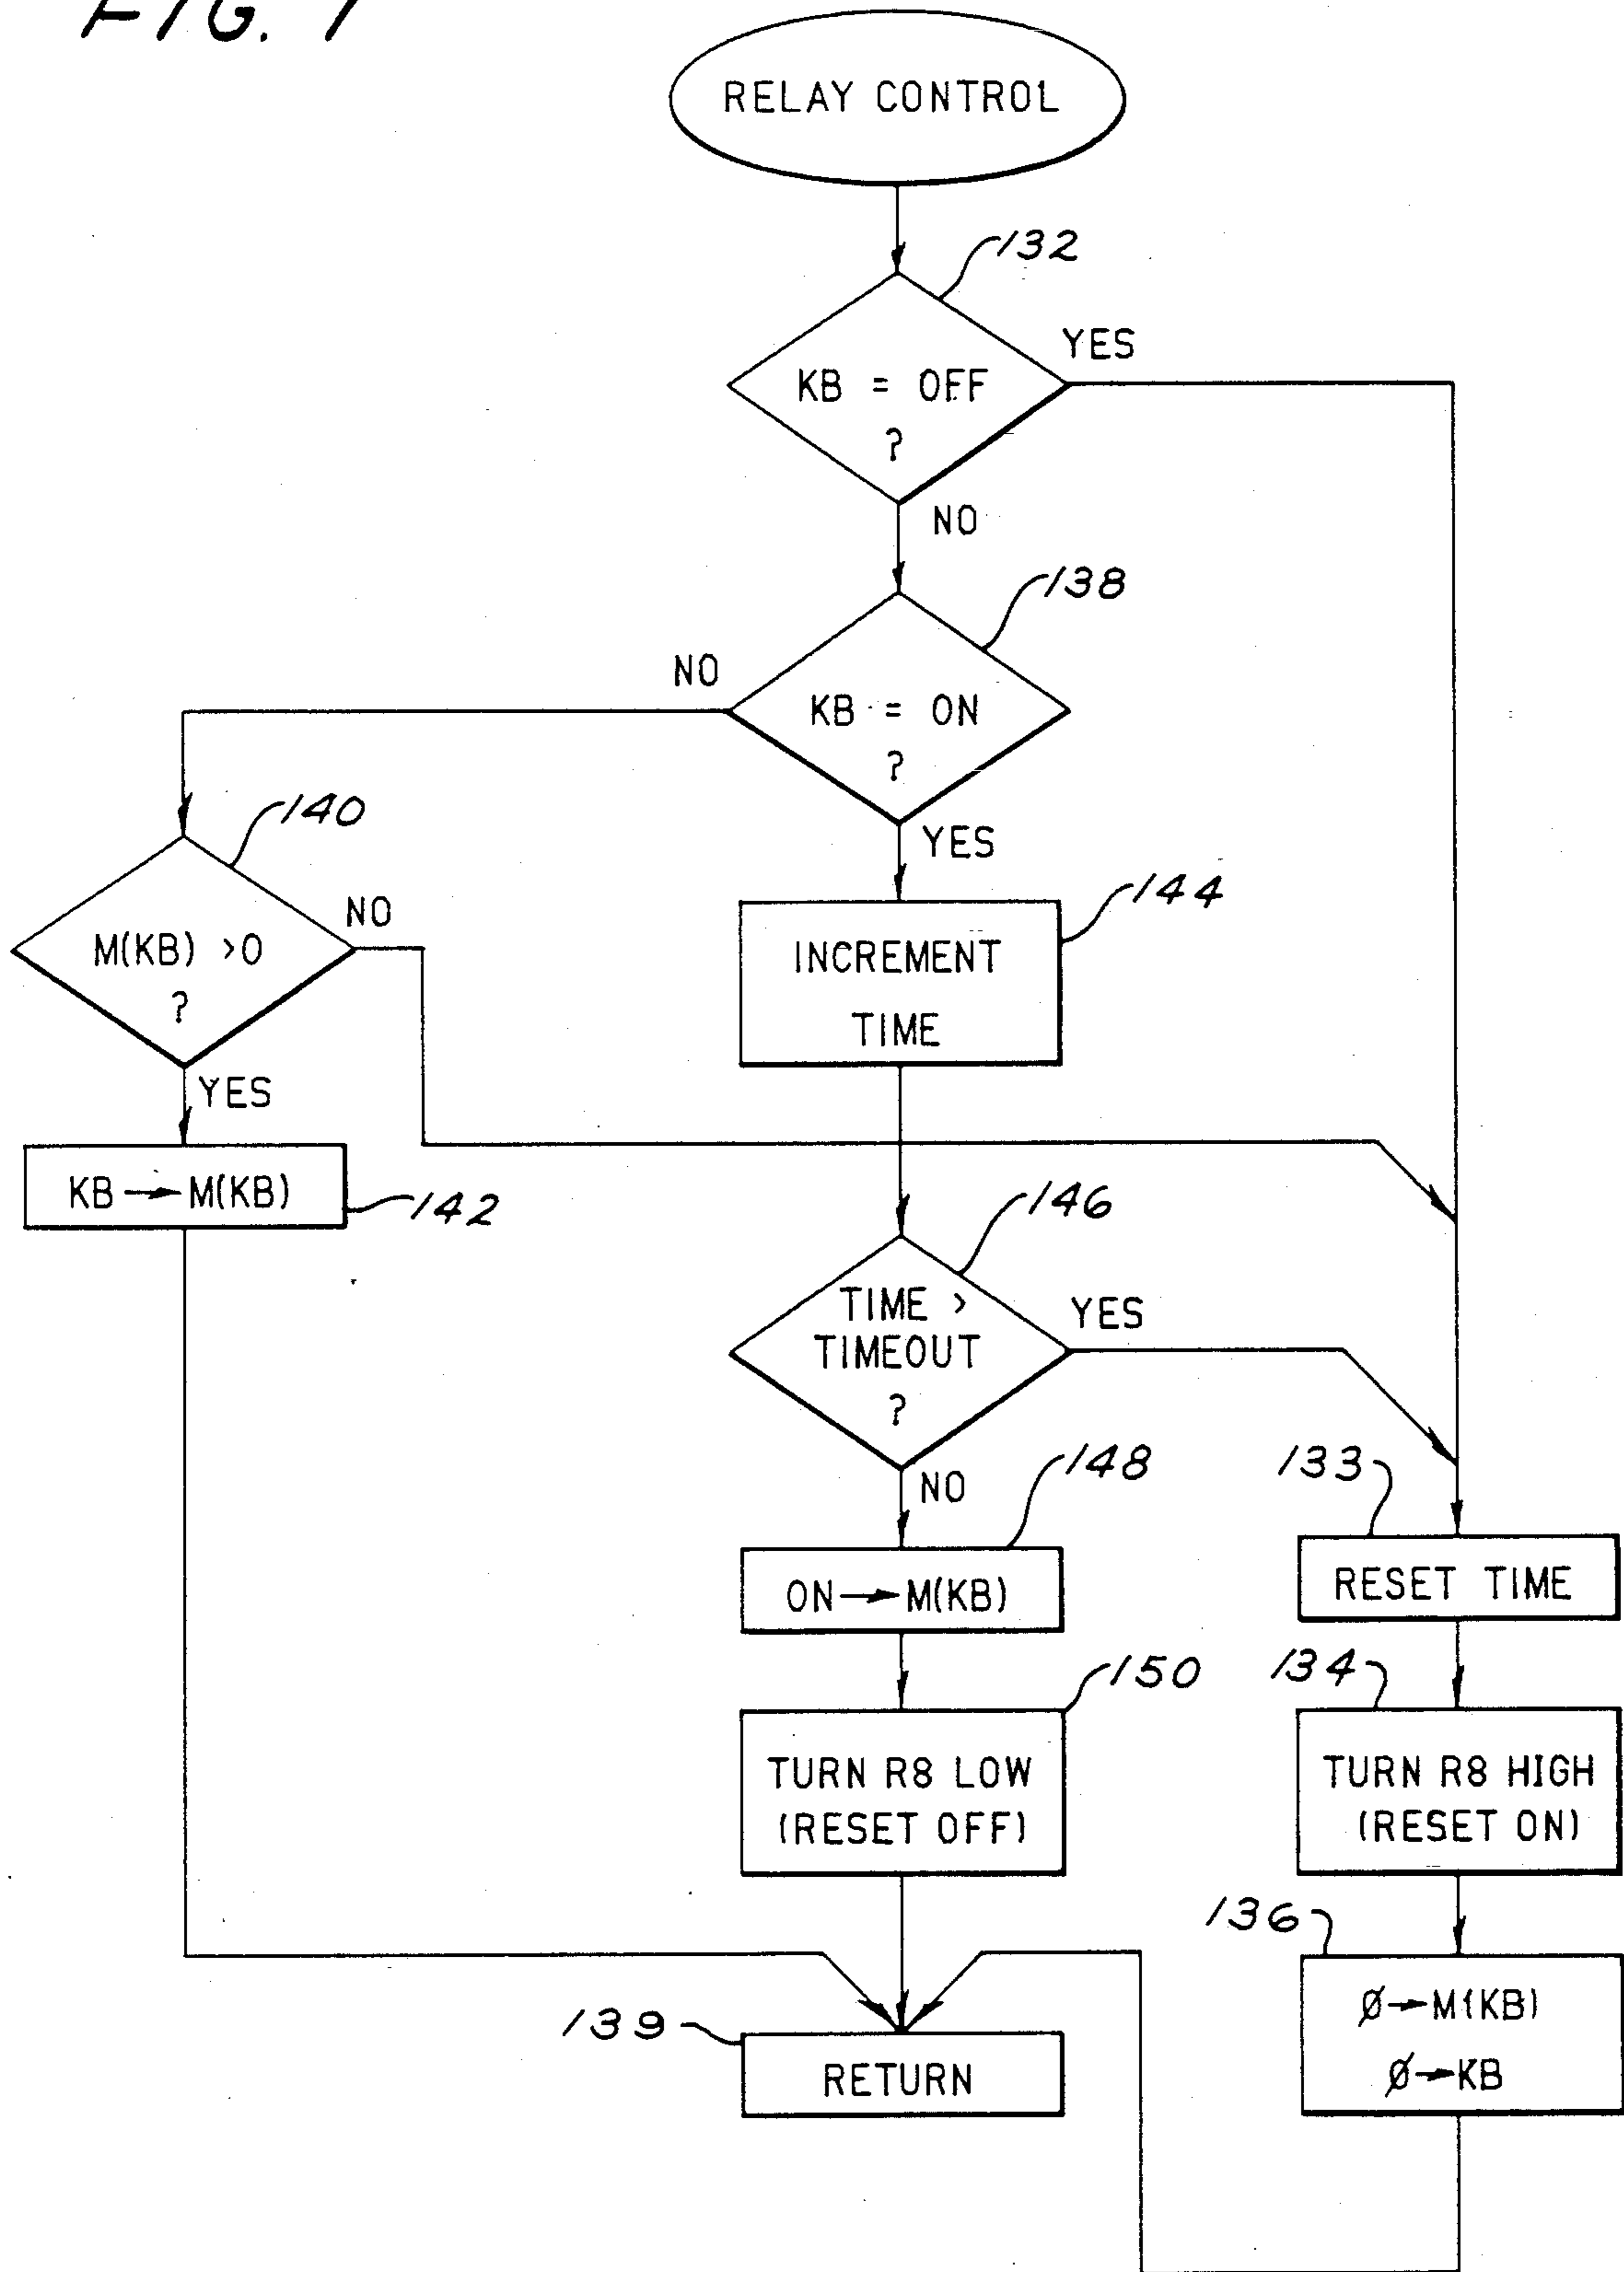 FIG. 7
RELAY CONTROL
132
KB = OFF
?
YES
NO
138
KB = ON
?
NO
YES
140
M(KB) >0
?
NO
YES
144
INCREMENT
TIME
KB→M(KB)
142
146
TIME >
TIMEOUT
?
YES
NO
148
ON→M(KB)
133
RESET TIME
150
TURN R8 LOW
(RESET OFF)
134
TURN R8 HIGH
(RESET ON)
136
Ø→M(KB)
Ø→KB
139
RETURN